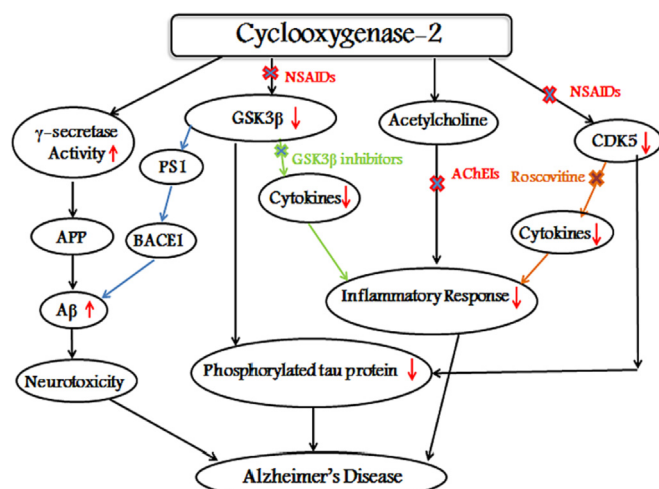 Cyclooxygenase-2
NSAIDs
GSK3β
Acetylcholine
NSAIDs
γ-secretase
Activity
CDK5
PS1
GSK3β inhibitors
AChEIs
Roscovitine
Cytokines
APP
BACE1
Cytokines
Aβ
Inflammatory Response
Neurotoxicity
Phosphorylated tau protein
Alzheimer's Disease